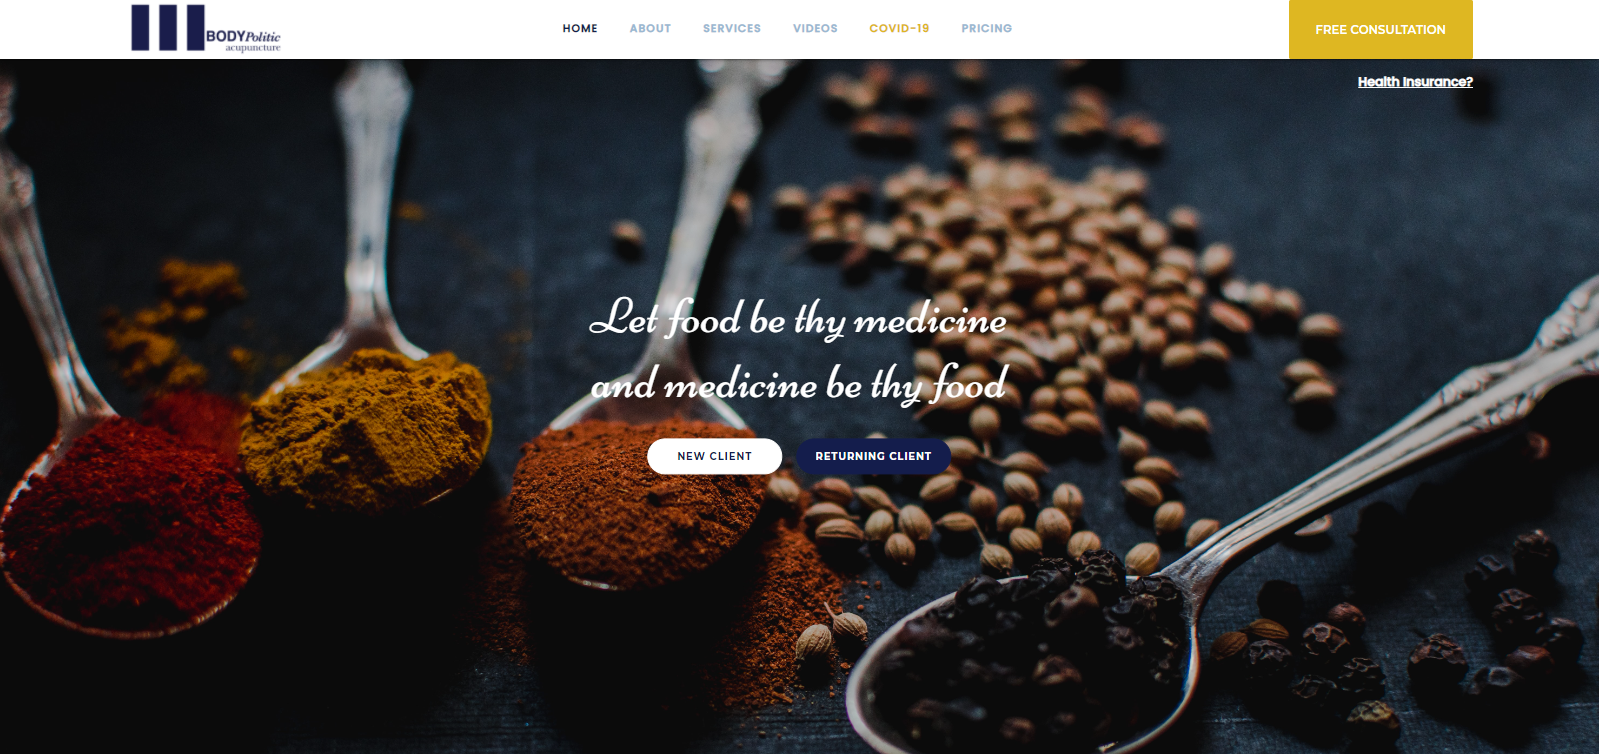 BODYPolitic
acupuncture
HOME ABOUT SERVICES VIDEOS COVID-19 PRICING
FREE CONSULTATION
Health Insurance?
Let food be thy medicine
and medicine be thy food
NEW CLIENT RETURNING CLIENT